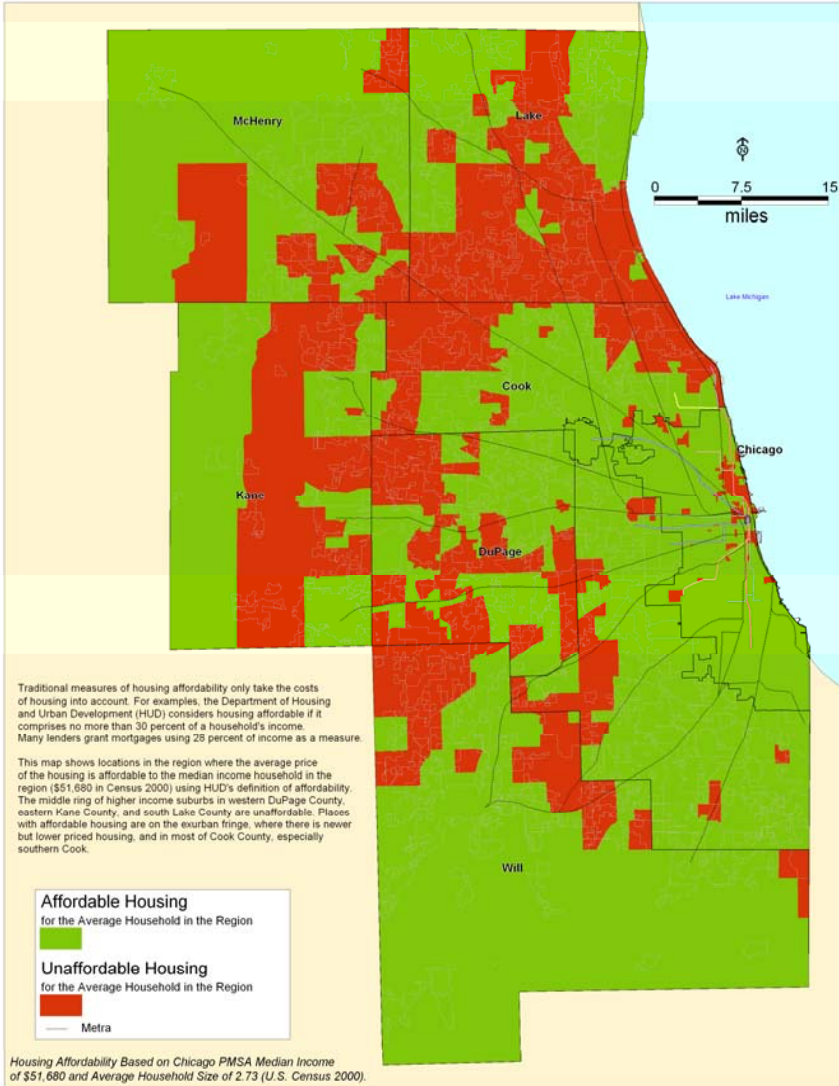 McHenry
Lake
N
0 7.5 15
miles
Lake Michigan
Cook
Chicago
Kane
DuPage
Traditional measures of housing affordability only take the costs
of housing into account. For examples, the Department of Housing
and Urban Development (HUD) considers housing affordable if it
comprises no more than 30 percent of a household's income.
Many lenders grant mortgages using 28 percent of income as a measure.
This map shows locations in the region where the average price
of the housing is affordable to the median income household in the
region ($51,680 in Census 2000) using HUD's definition of affordability.
The middle ring of higher income suburbs in western DuPage County,
eastern Kane County, and south Lake County are unaffordable. Places
with affordable housing are on the exurban fringe, where there is newer
but lower priced housing, and in most of Cook County, especially
southern Cook.
Will
Affordable Housing
for the Average Household in the Region
Unaffordable Housing
for the Average Household in the Region
Metra
Housing Affordability Based on Chicago PMSA Median Income
of $51,680 and Average Household Size of 2.73 (U.S. Census 2000).